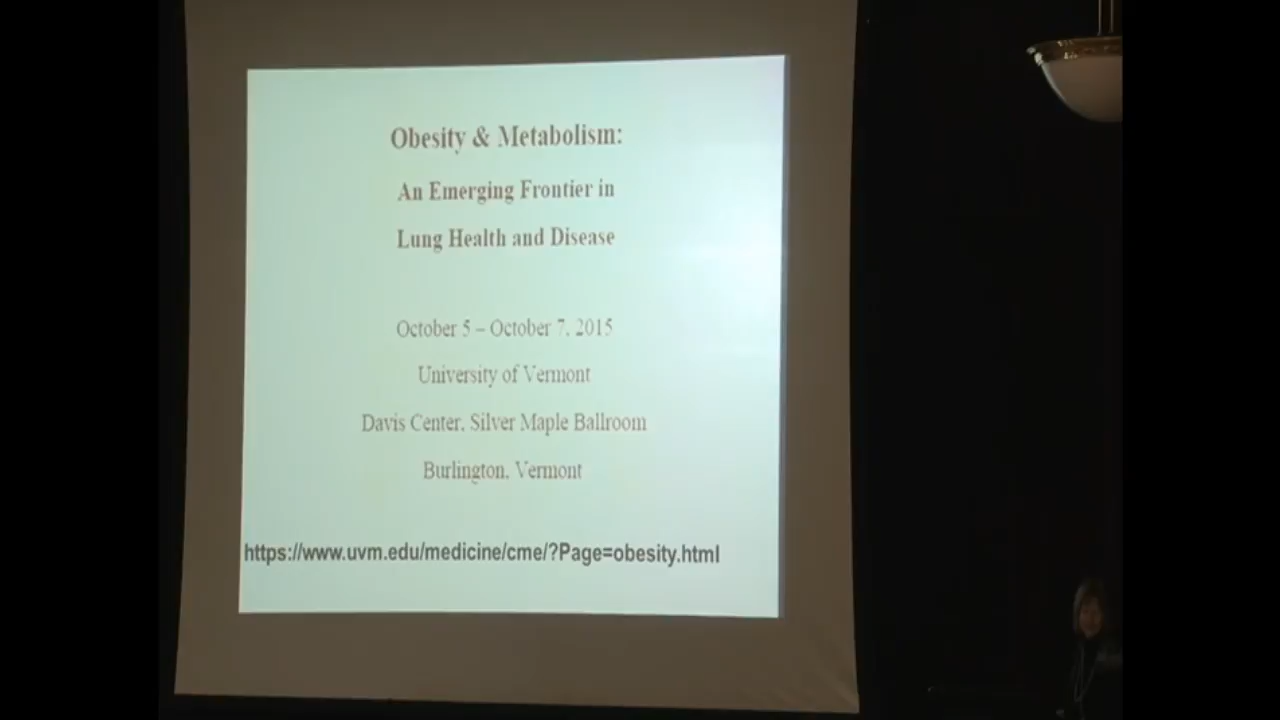 Obesity & Metabolism:
An Emerging Frontier in
Lung Health and Disease
October 5 – October 7, 2015
University of Vermont
Davis Center, Silver Maple Ballroom
Burlington, Vermont
https://www.uvm.edu/medicine/cme/?Page=obesity.html